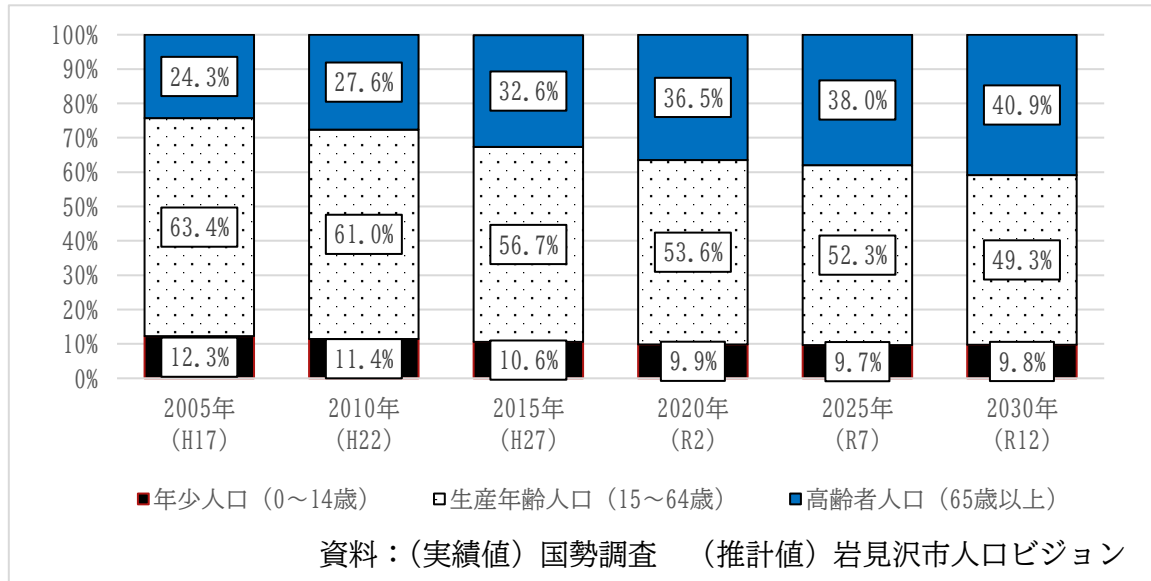 100%
90%
80%
70%
60%
50%
40%
30%
20%
10%
0%
24.3%
27.6%
32.6%
36.5%
38.0%
40.9%
63.4%
61.0%
56.7%
53.6%
52.3%
49.3%
12.3%
11.4%
10.6%
9.9%
9.7%
9.8%
2005年
(H17)
2010年
(H22)
2015年
(H27)
2020年
(R2)
2025年
(R7)
2030年
(R12)
年少人口（0～14歳）
生産年齢人口（15～64歳）
高齢者人口（65歳以上）
資料：（実績値）国勢調査　（推計値）岩見沢市人口ビジョン